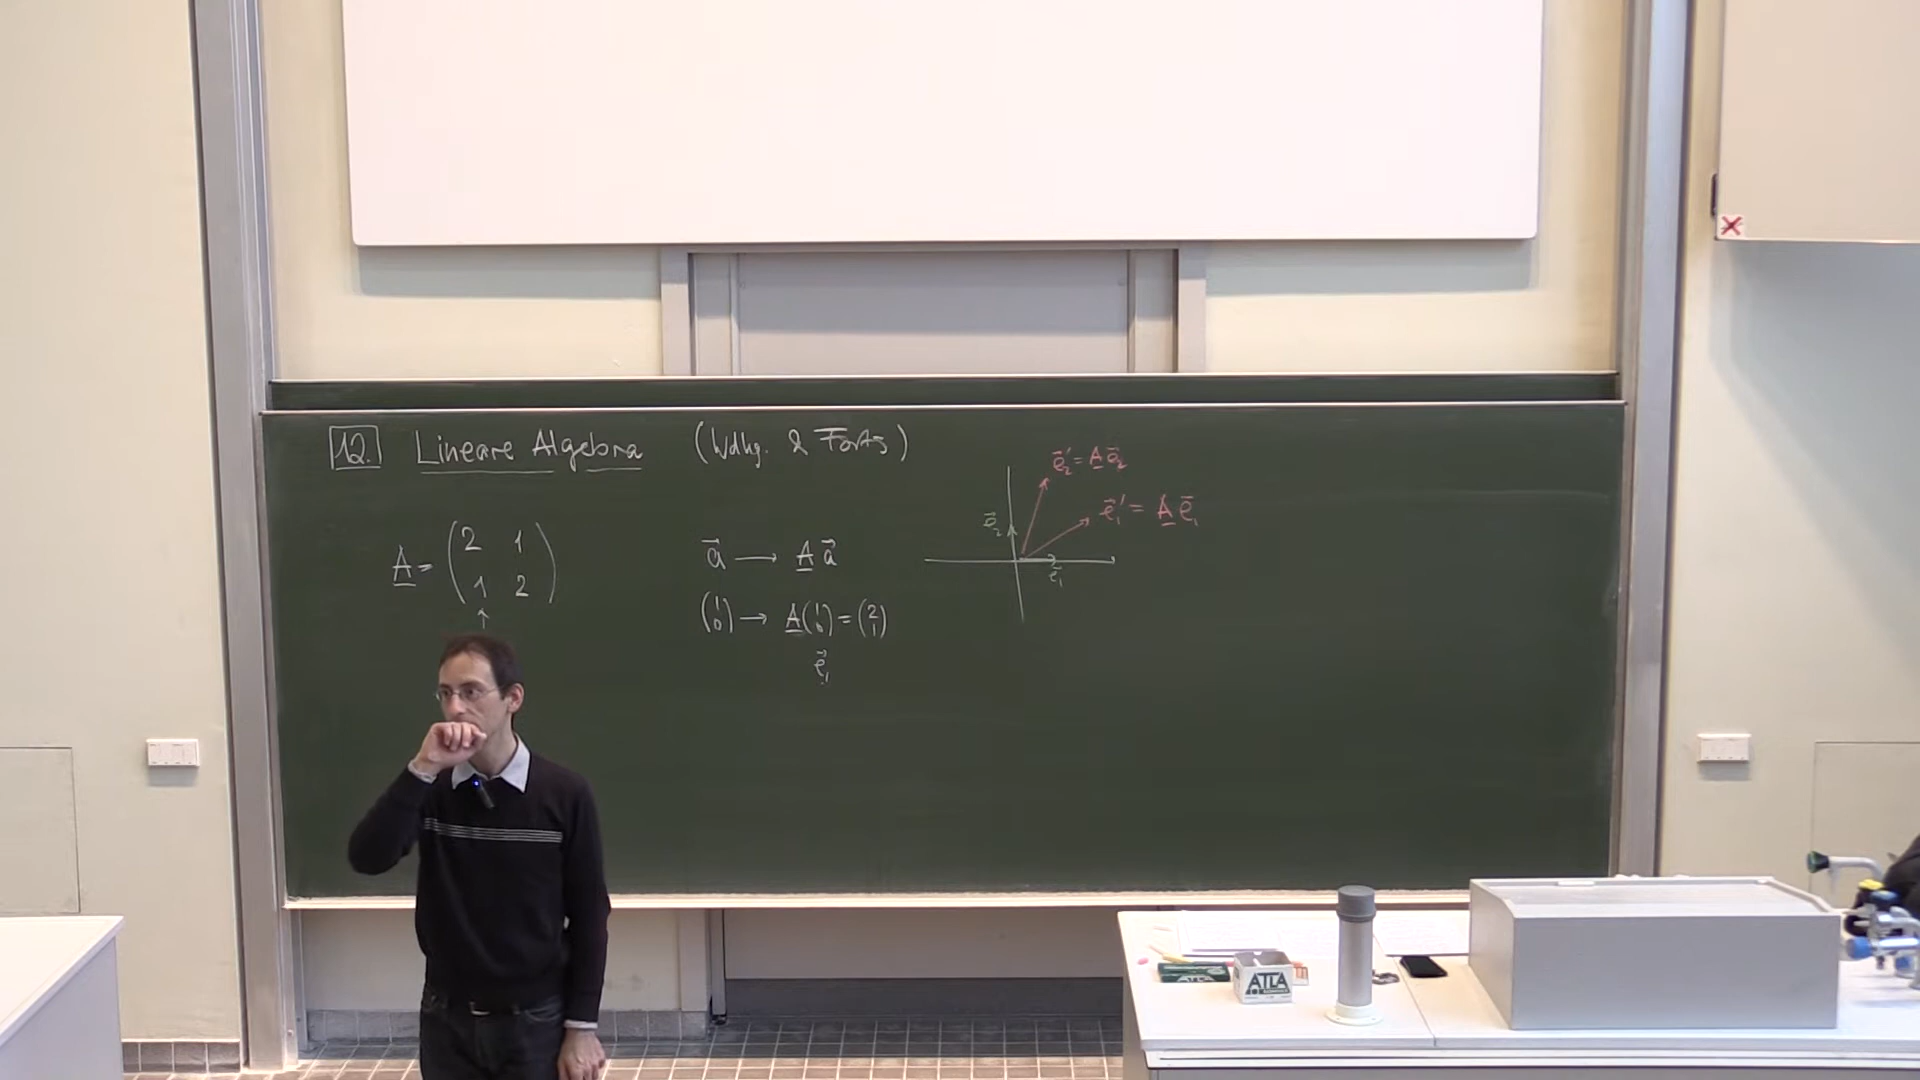 12. Lineare Algebra (Wdhg. & Forts)
A = ( 2 1
1 2 )
↑
a⃗ → A a⃗
(1 0) → A (1 0) = (2 1)
e⃗₁
e⃗₂' = A e⃗₂
e⃗₁' = A e⃗₁
e⃗₂
e⃗₁
ATLA